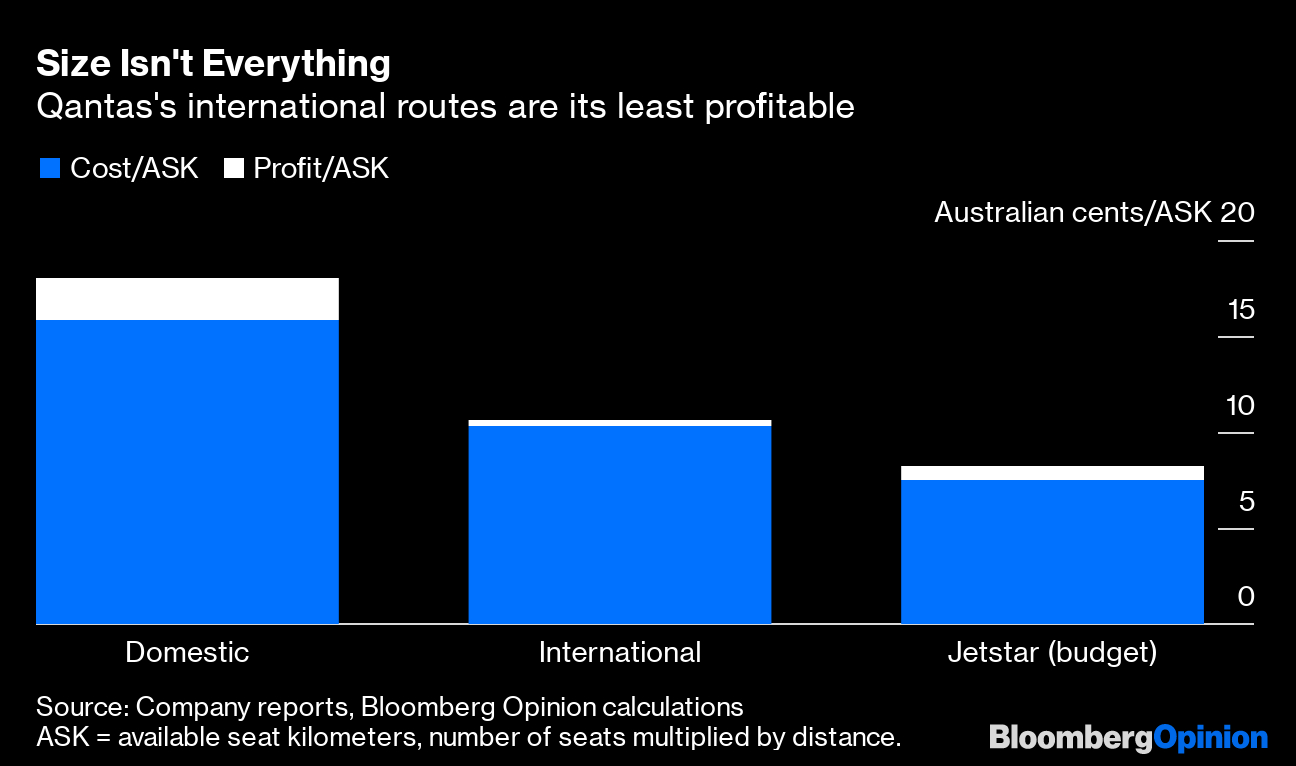 Size Isn't Everything
Qantas's international routes are its least profitable
Cost/ASK Profit/ASK
Australian cents/ASK 20
15
10
5
0
Domestic International Jetstar (budget)
Source: Company reports, Bloomberg Opinion calculations
ASK = available seat kilometers, number of seats multiplied by distance.
BloombergOpinion